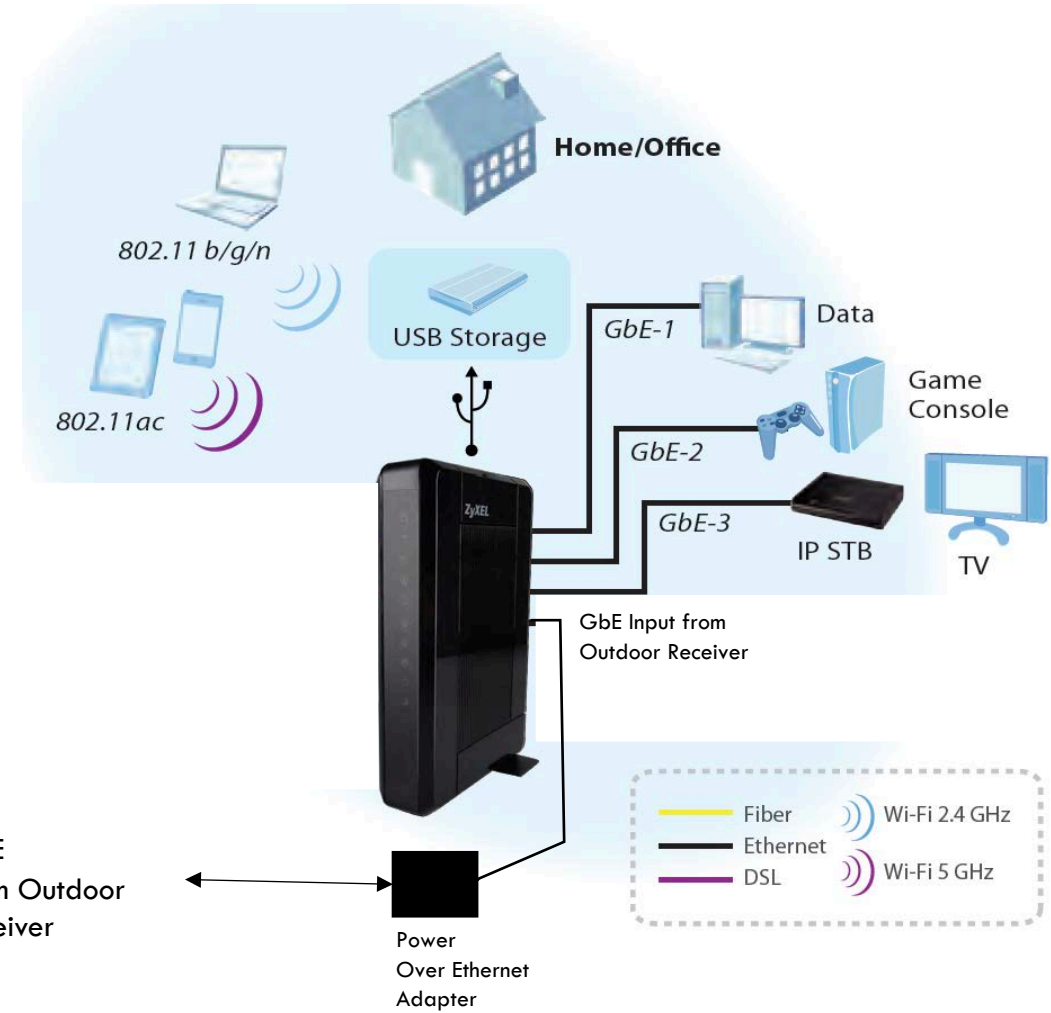 Home/Office
802.11 b/g/n
USB Storage
GbE-1
Data
802.11ac
Game
Console
GbE-2
ZyXEL
GbE-3
IP STB
TV
GbE Input from
Outdoor Receiver
Fiber
Wi-Fi 2.4 GHz
Ethernet
DSL
Wi-Fi 5 GHz
Outdoor
Power
Over Ethernet
Adapter